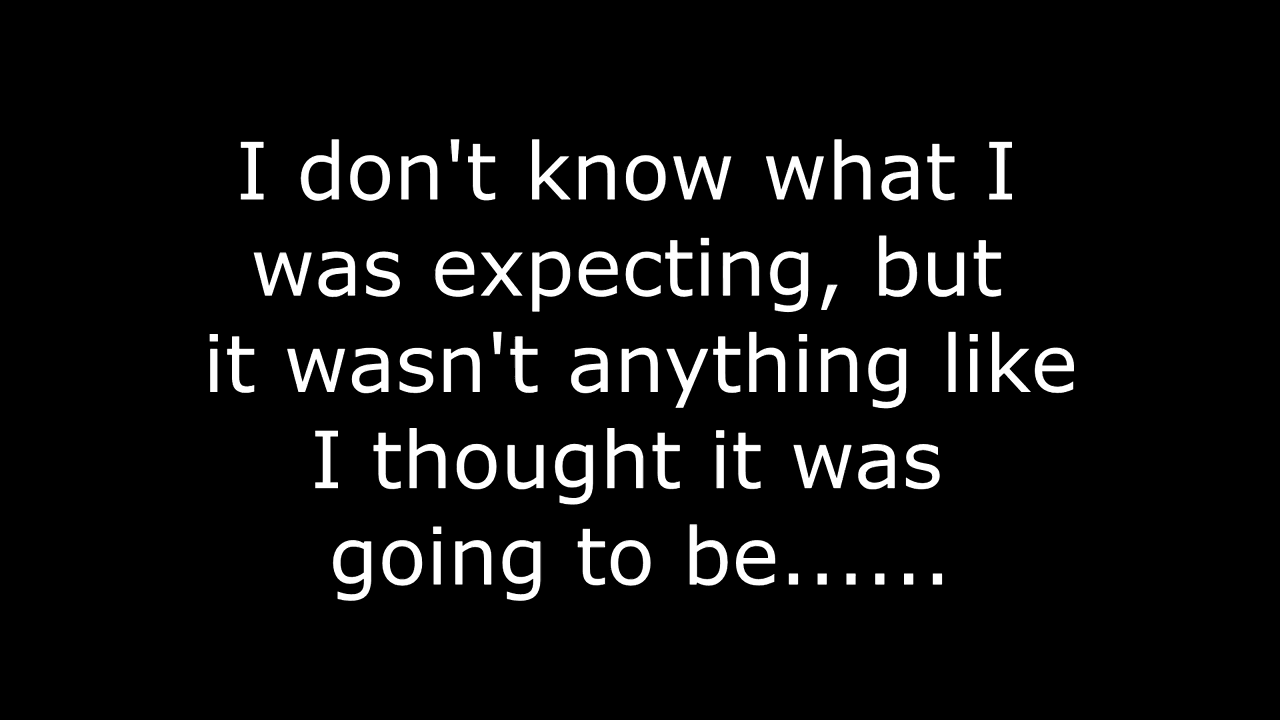 I don't know what I
was expecting, but
it wasn't anything like
I thought it was
going to be......